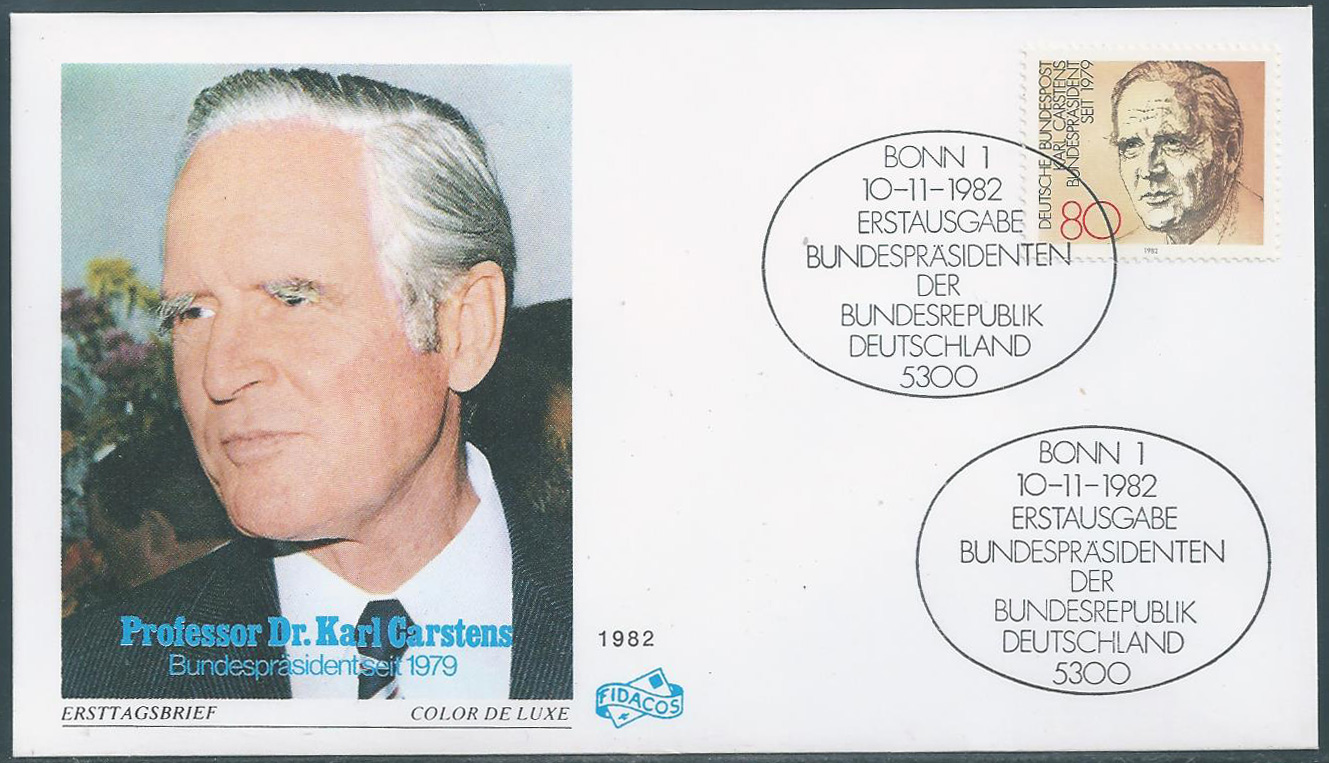 Professor Dr. Karl Carstens
Bundespräsident seit 1979
ERSTTAGSBRIEF COLOR DE LUXE
1982
FIDACOS
DEUTSCHE BUNDESPOST
KARL CARSTENS
BUNDESPRÄSIDENT
SEIT 1979
80
1982
BONN 1
10-11-1982
ERSTAUSGABE
BUNDESPRÄSIDENTEN
DER
BUNDESREPUBLIK
DEUTSCHLAND
5300
BONN 1
10-11-1982
ERSTAUSGABE
BUNDESPRÄSIDENTEN
DER
BUNDESREPUBLIK
DEUTSCHLAND
5300